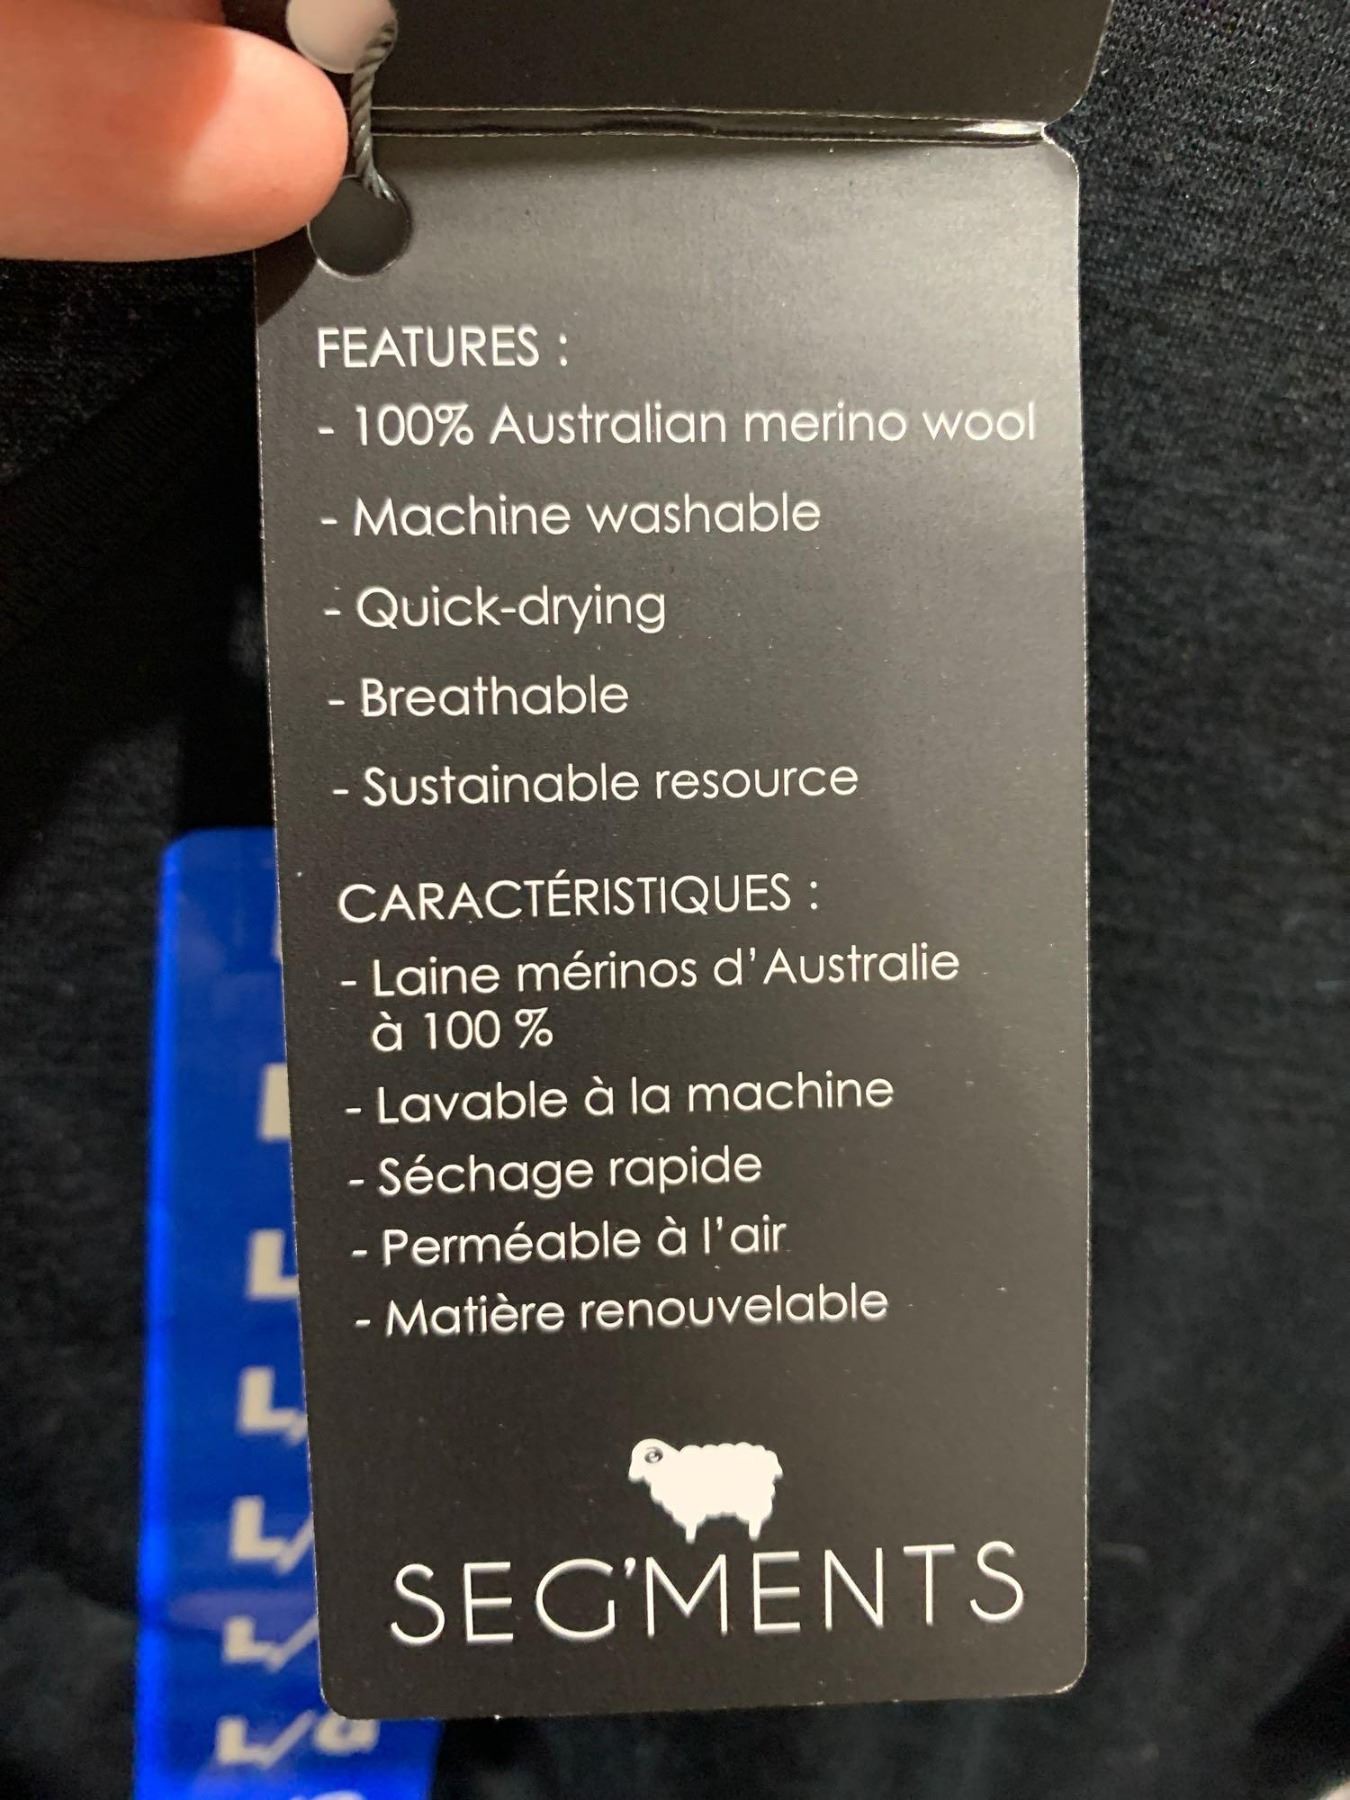 FEATURES :
- 100% Australian merino wool
- Machine washable
- Quick-drying
- Breathable
- Sustainable resource
CARACTÉRISTIQUES :
- Laine mérinos d'Australie
à 100 %
- Lavable à la machine
- Séchage rapide
- Perméable à l'air
- Matière renouvelable
SEG'MENTS
L
L/
L/
L/
L/G